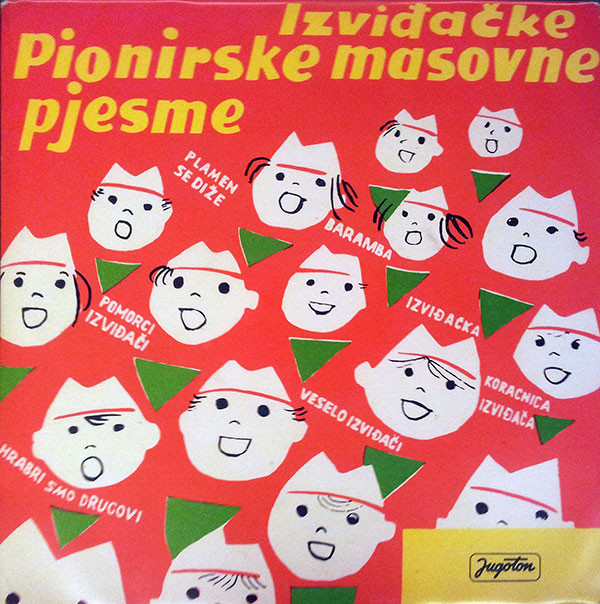 Izviđačke
Pionirske masovne
pjesme
PLAMEN
SE DIŽE
BARAMBA
POMORCI
IZVIĐAČI
IZVIĐAČKA
KORAČNICA
IZVIĐAČA
VESELO IZVIĐAČI
HRABRI SMO DRUGOVI
Jugoton